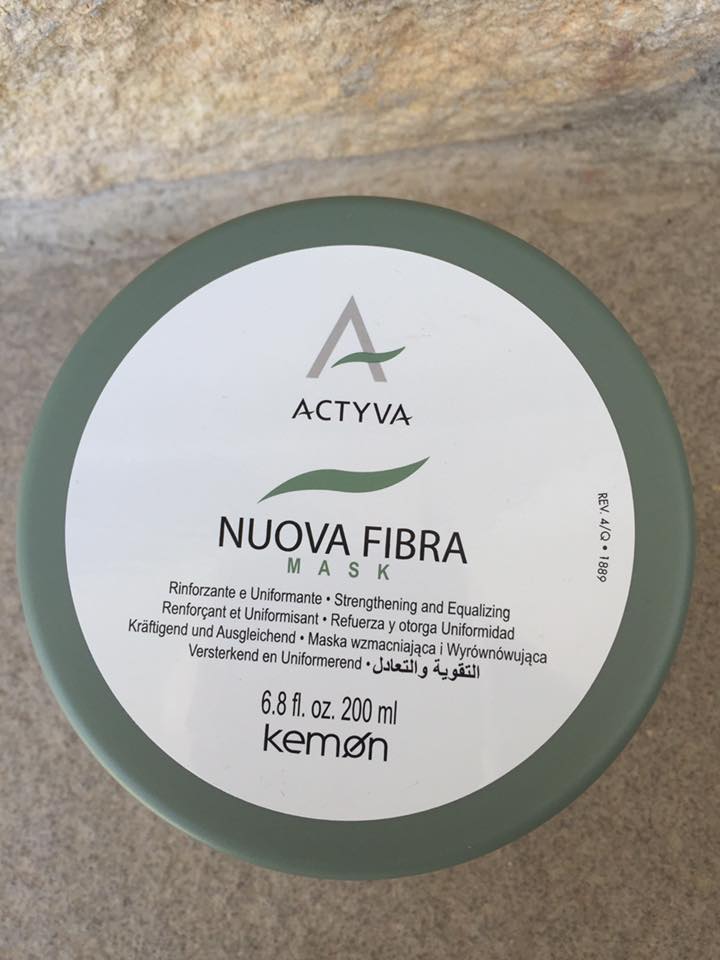 ACTYVA
NUOVA FIBRA
MASK
Rinforzante e Uniformante • Strengthening and Equalizing
Renforçant et Uniformisant • Refuerza y otorga Uniformidad
Kräftigend und Ausgleichend • Maska wzmacniająca i Wyrównówująca
Versterkend en Uniformerend • التقوية والتعادل
6.8 fl. oz. 200 ml
kemøn
REV. 4/Q • 1889